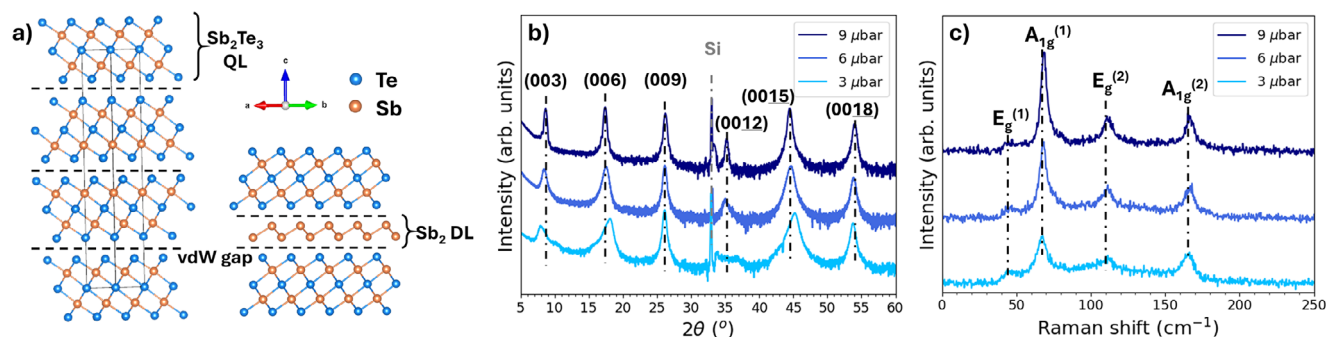 a)
Sb₂Te₃
QL
c
a
b
Te
Sb
Sb₂ DL
vdW gap
b)
Si
9 μbar
6 μbar
3 μbar
(003)
(006)
(009)
(0012)
(0015)
(0018)
Intensity (arb. units)
5 10 15 20 25 30 35 40 45 50 55 60
2θ (°)
c)
A₁g⁽¹⁾
9 μbar
6 μbar
3 μbar
Eg⁽¹⁾
Eg⁽²⁾
A₁g⁽²⁾
Intensity (arb. units)
0 50 100 150 200 250
Raman shift (cm⁻¹)